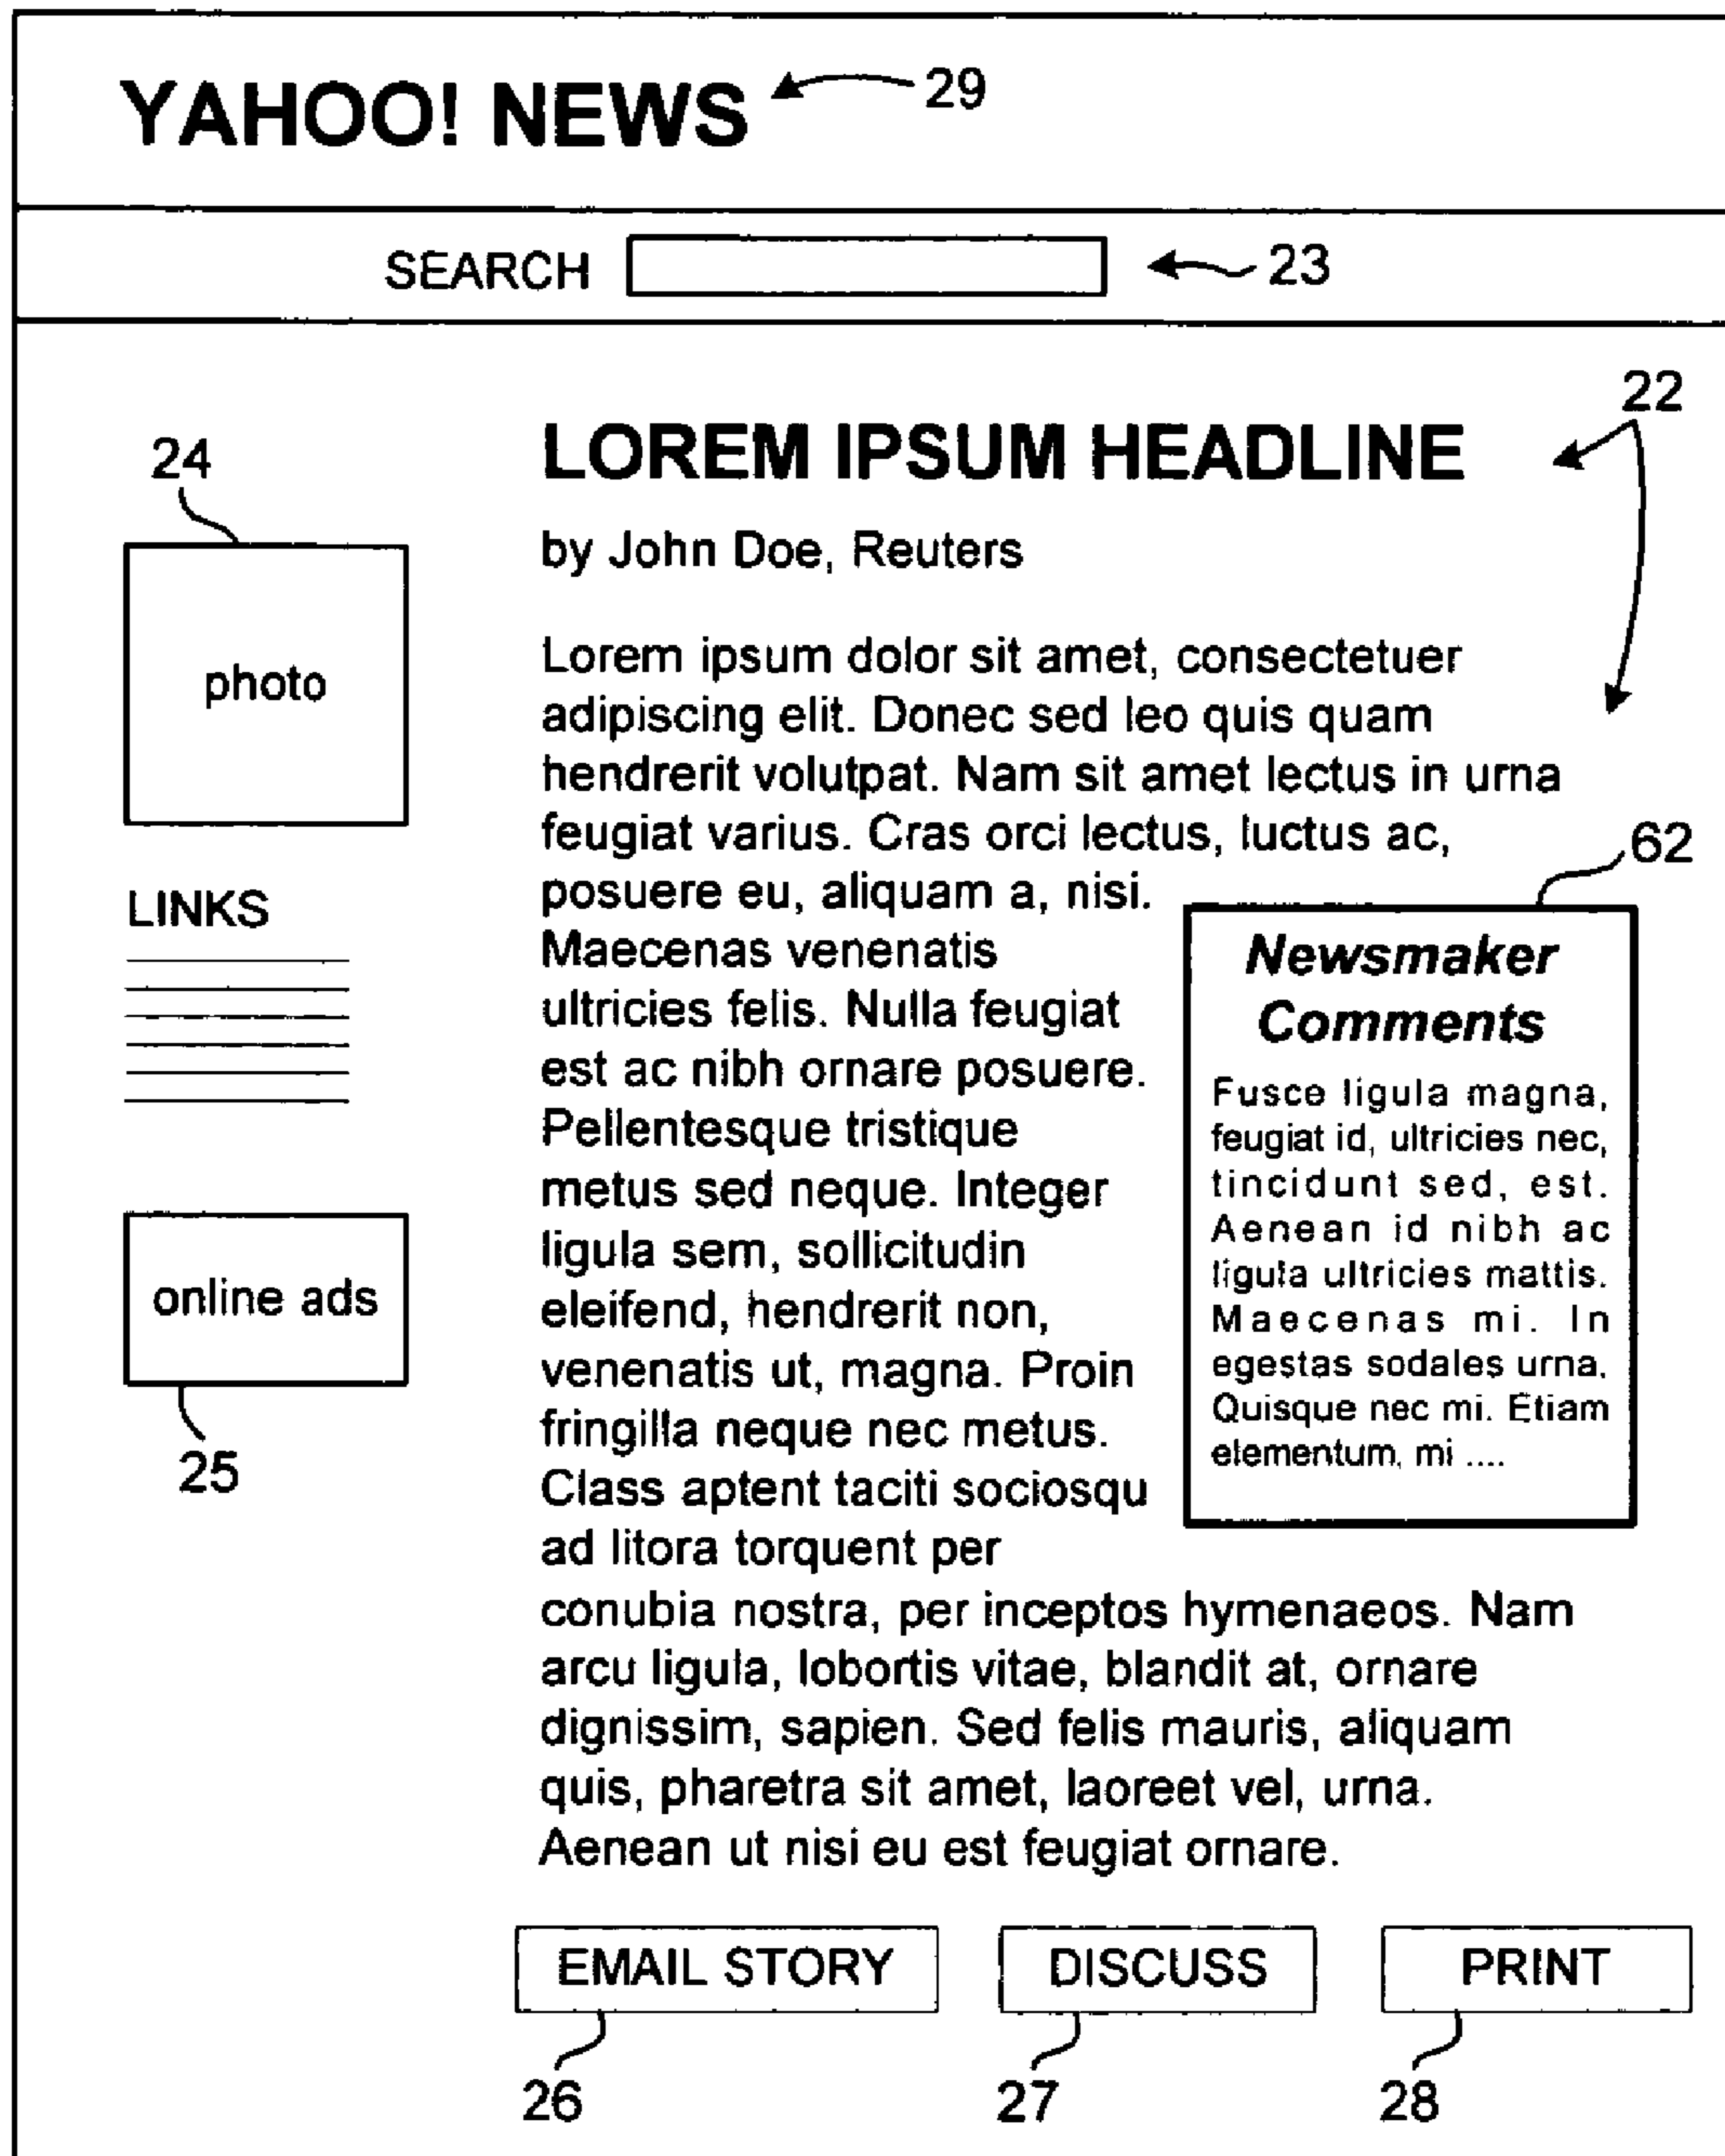 YAHOO! NEWS
29
SEARCH
23
22
24
photo
LINKS
online ads
25
LOREM IPSUM HEADLINE
by John Doe, Reuters
Lorem ipsum dolor sit amet, consectetuer
adipiscing elit. Donec sed leo quis quam
hendrerit volutpat. Nam sit amet lectus in urna
feugiat varius. Cras orci lectus, luctus ac,
posuere eu, aliquam a, nisi.
Maecenas venenatis
ultricies felis. Nulla feugiat
est ac nibh ornare posuere.
Pellentesque tristique
metus sed neque. Integer
ligula sem, sollicitudin
eleifend, hendrerit non,
venenatis ut, magna. Proin
fringilla neque nec metus.
Class aptent taciti sociosqu
ad litora torquent per
conubia nostra, per inceptos hymenaeos. Nam
arcu ligula, lobortis vitae, blandit at, ornare
dignissim, sapien. Sed felis mauris, aliquam
quis, pharetra sit amet, laoreet vel, urna.
Aenean ut nisi eu est feugiat ornare.
62
Newsmaker
Comments
Fusce ligula magna,
feugiat id, ultricies nec,
tincidunt sed, est.
Aenean id nibh ac
ligula ultricies mattis.
Maecenas mi. In
egestas sodales urna.
Quisque nec mi. Etiam
elementum, mi ....
EMAIL STORY
DISCUSS
PRINT
26
27
28